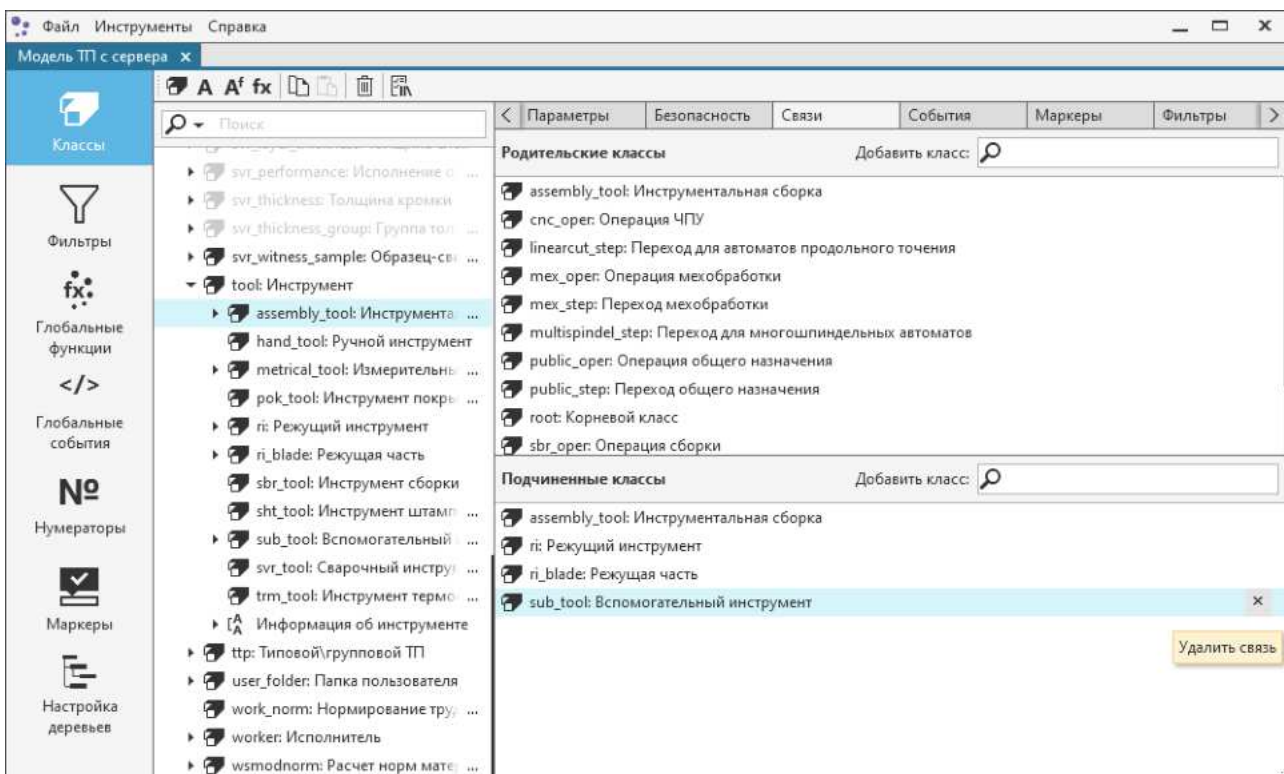 Файл Инструменты Справка
Модель ТП с сервера x
Классы
Фильтры
Глобальные
функции
Глобальные
события
Нумераторы
Маркеры
Настройка
деревьев
A Af fx
Поиск
svr_performance: Исполнение с ...
svr_thickness: Толщина кромки
svr_thickness_group: Группа тол ...
svr_witness_sample: Образец-св ...
tool: Инструмент
assembly_tool: Инструмента ...
hand_tool: Ручной инструмент
metrical_tool: Измерительны ...
pok_tool: Инструмент покры ...
ri: Режущий инструмент
ri_blade: Режущая часть
sbr_tool: Инструмент сборки
sht_tool: Инструмент штамп ...
sub_tool: Вспомогательный ...
svr_tool: Сварочный инстру ...
trm_tool: Инструмент термо ...
Информация об инструменте
ttp: Типовой\групповой ТП
user_folder: Папка пользователя
work_norm: Нормирование тру ...
worker: Исполнитель
wsmodnorm: Расчет норм мате ...
Параметры Безопасность Связи События Маркеры Фильтры
Родительские классы Добавить класс:
assembly_tool: Инструментальная сборка
cnc_oper: Операция ЧПУ
linearcut_step: Переход для автоматов продольного точения
mex_oper: Операция мехобработки
mex_step: Переход мехобработки
multispindel_step: Переход для многошпиндельных автоматов
public_oper: Операция общего назначения
public_step: Переход общего назначения
root: Корневой класс
sbr_oper: Операция сборки
Подчиненные классы Добавить класс:
assembly_tool: Инструментальная сборка
ri: Режущий инструмент
ri_blade: Режущая часть
sub_tool: Вспомогательный инструмент
Удалить связь